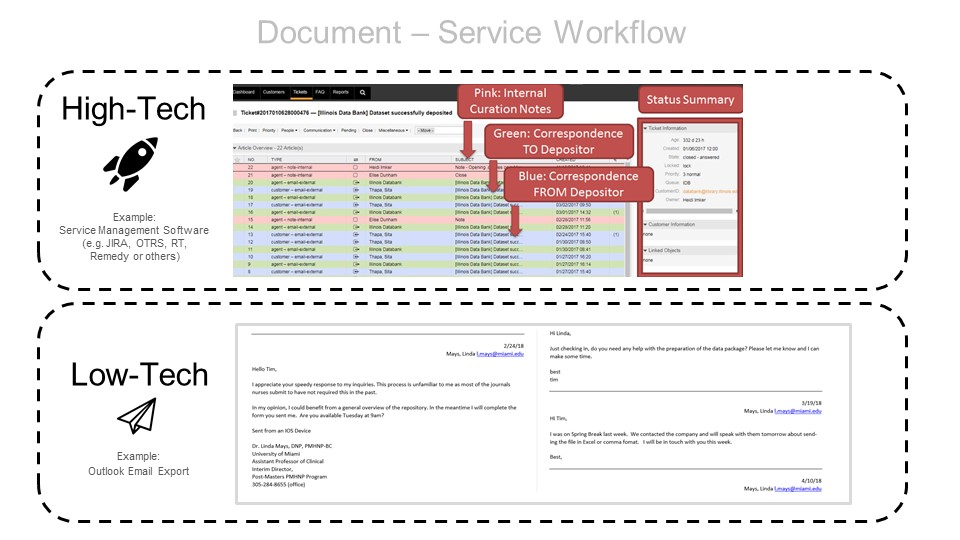 Document – Service Workflow
High-Tech
Example:
Service Management Software
(e.g. JIRA, OTRS, RT,
Remedy or others)
Dashboard Customers Tickets FAQ Reports
Ticket#2017010628000476 — [Illinois Data Bank] Dataset successfully deposited
Back Print Priority People Communication Pending Close Miscellaneous Move
Article Overview - 22 Article(s)
NO. TYPE FROM SUBJECT CREATED
22 agent – note-internal Heidi Imker Note - Opening
21 agent – note-internal Elise Dunham Close
20 agent – email-external Illinois Databank [Illinois Data Bank] Dataset
18 customer – email-external Thapa, Sita [Illinois Data Bank] Dataset
17 customer – email-external Thapa, Sita [Illinois Data Bank] Dataset succ... 03/02/2017 09:50
16 agent – email-external Illinois Databank [Illinois Data Bank] Dataset succ... 03/01/2017 14:32 (1)
15 agent – note-internal Elise Dunham Note 02/28/2017 11:56
14 agent – email-external Illinois Databank [Illinois Data Bank] Dataset succ... 02/28/2017 11:20
13 customer – email-external Thapa, Sita [Illinois Data Bank] Dataset (1)
12 customer – email-external Thapa, Sita [Illinois Data Bank] Dataset succ... 01/30/2017 08:50
11 agent – email-external Illinois Databank [Illinois Data Bank] Dataset succ... 01/30/2017 08:41
10 customer – email-external Thapa, Sita [Illinois Data Bank] Dataset succ... 01/27/2017 16:20
9 agent – email-external Illinois Databank [Illinois Data Bank] Dataset succ... 01/27/2017 16:14
8 customer – email-external Thapa, Sita [Illinois Data Bank] Dataset succ... 01/27/2017 15:40
Pink: Internal
Curation Notes
Green: Correspondence
TO Depositor
Blue: Correspondence
FROM Depositor
Status Summary
Ticket Information
Age: 332 d 23 h
Created: 01/06/2017 12:00
State: closed - answered
Locked: lock
Priority: 3 normal
Queue: IDB
CustomerID:
Owner: Heidi Imker
Customer Information
none
Linked Objects
none
Low-Tech
Example:
Outlook Email Export
2/24/18
Mays, Linda l.mays@miami.edu
Hello Tim,
I appreciate your speedy response to my inquiries. This process is unfamiliar to me as most of the journals
nurses submit to have not required this in the past.
In my opinion, I could benefit from a general overview of the repository. In the meantime I will complete the
form you sent me. Are you available Tuesday at 9am?
Sent from an IOS Device
Dr. Linda Mays, DNP, PMHNP-BC
University of Miami
Assistant Professor of Clinical
Interim Director,
Post-Masters PMHNP Program
305-284-8655 (office)
Hi Linda,
Just checking in, do you need any help with the preparation of the data package? Please let me know and I can
make some time.
best
tim
3/19/18
Mays, Linda l.mays@miami.edu
Hi Tim,
I was on Spring Break last week. We contacted the company and will speak with them tomorrow about send-
ing the file in Excel or comma fomat. I will be in touch with you this week.
Best,
4/10/18
Mays, Linda l.mays@miami.edu